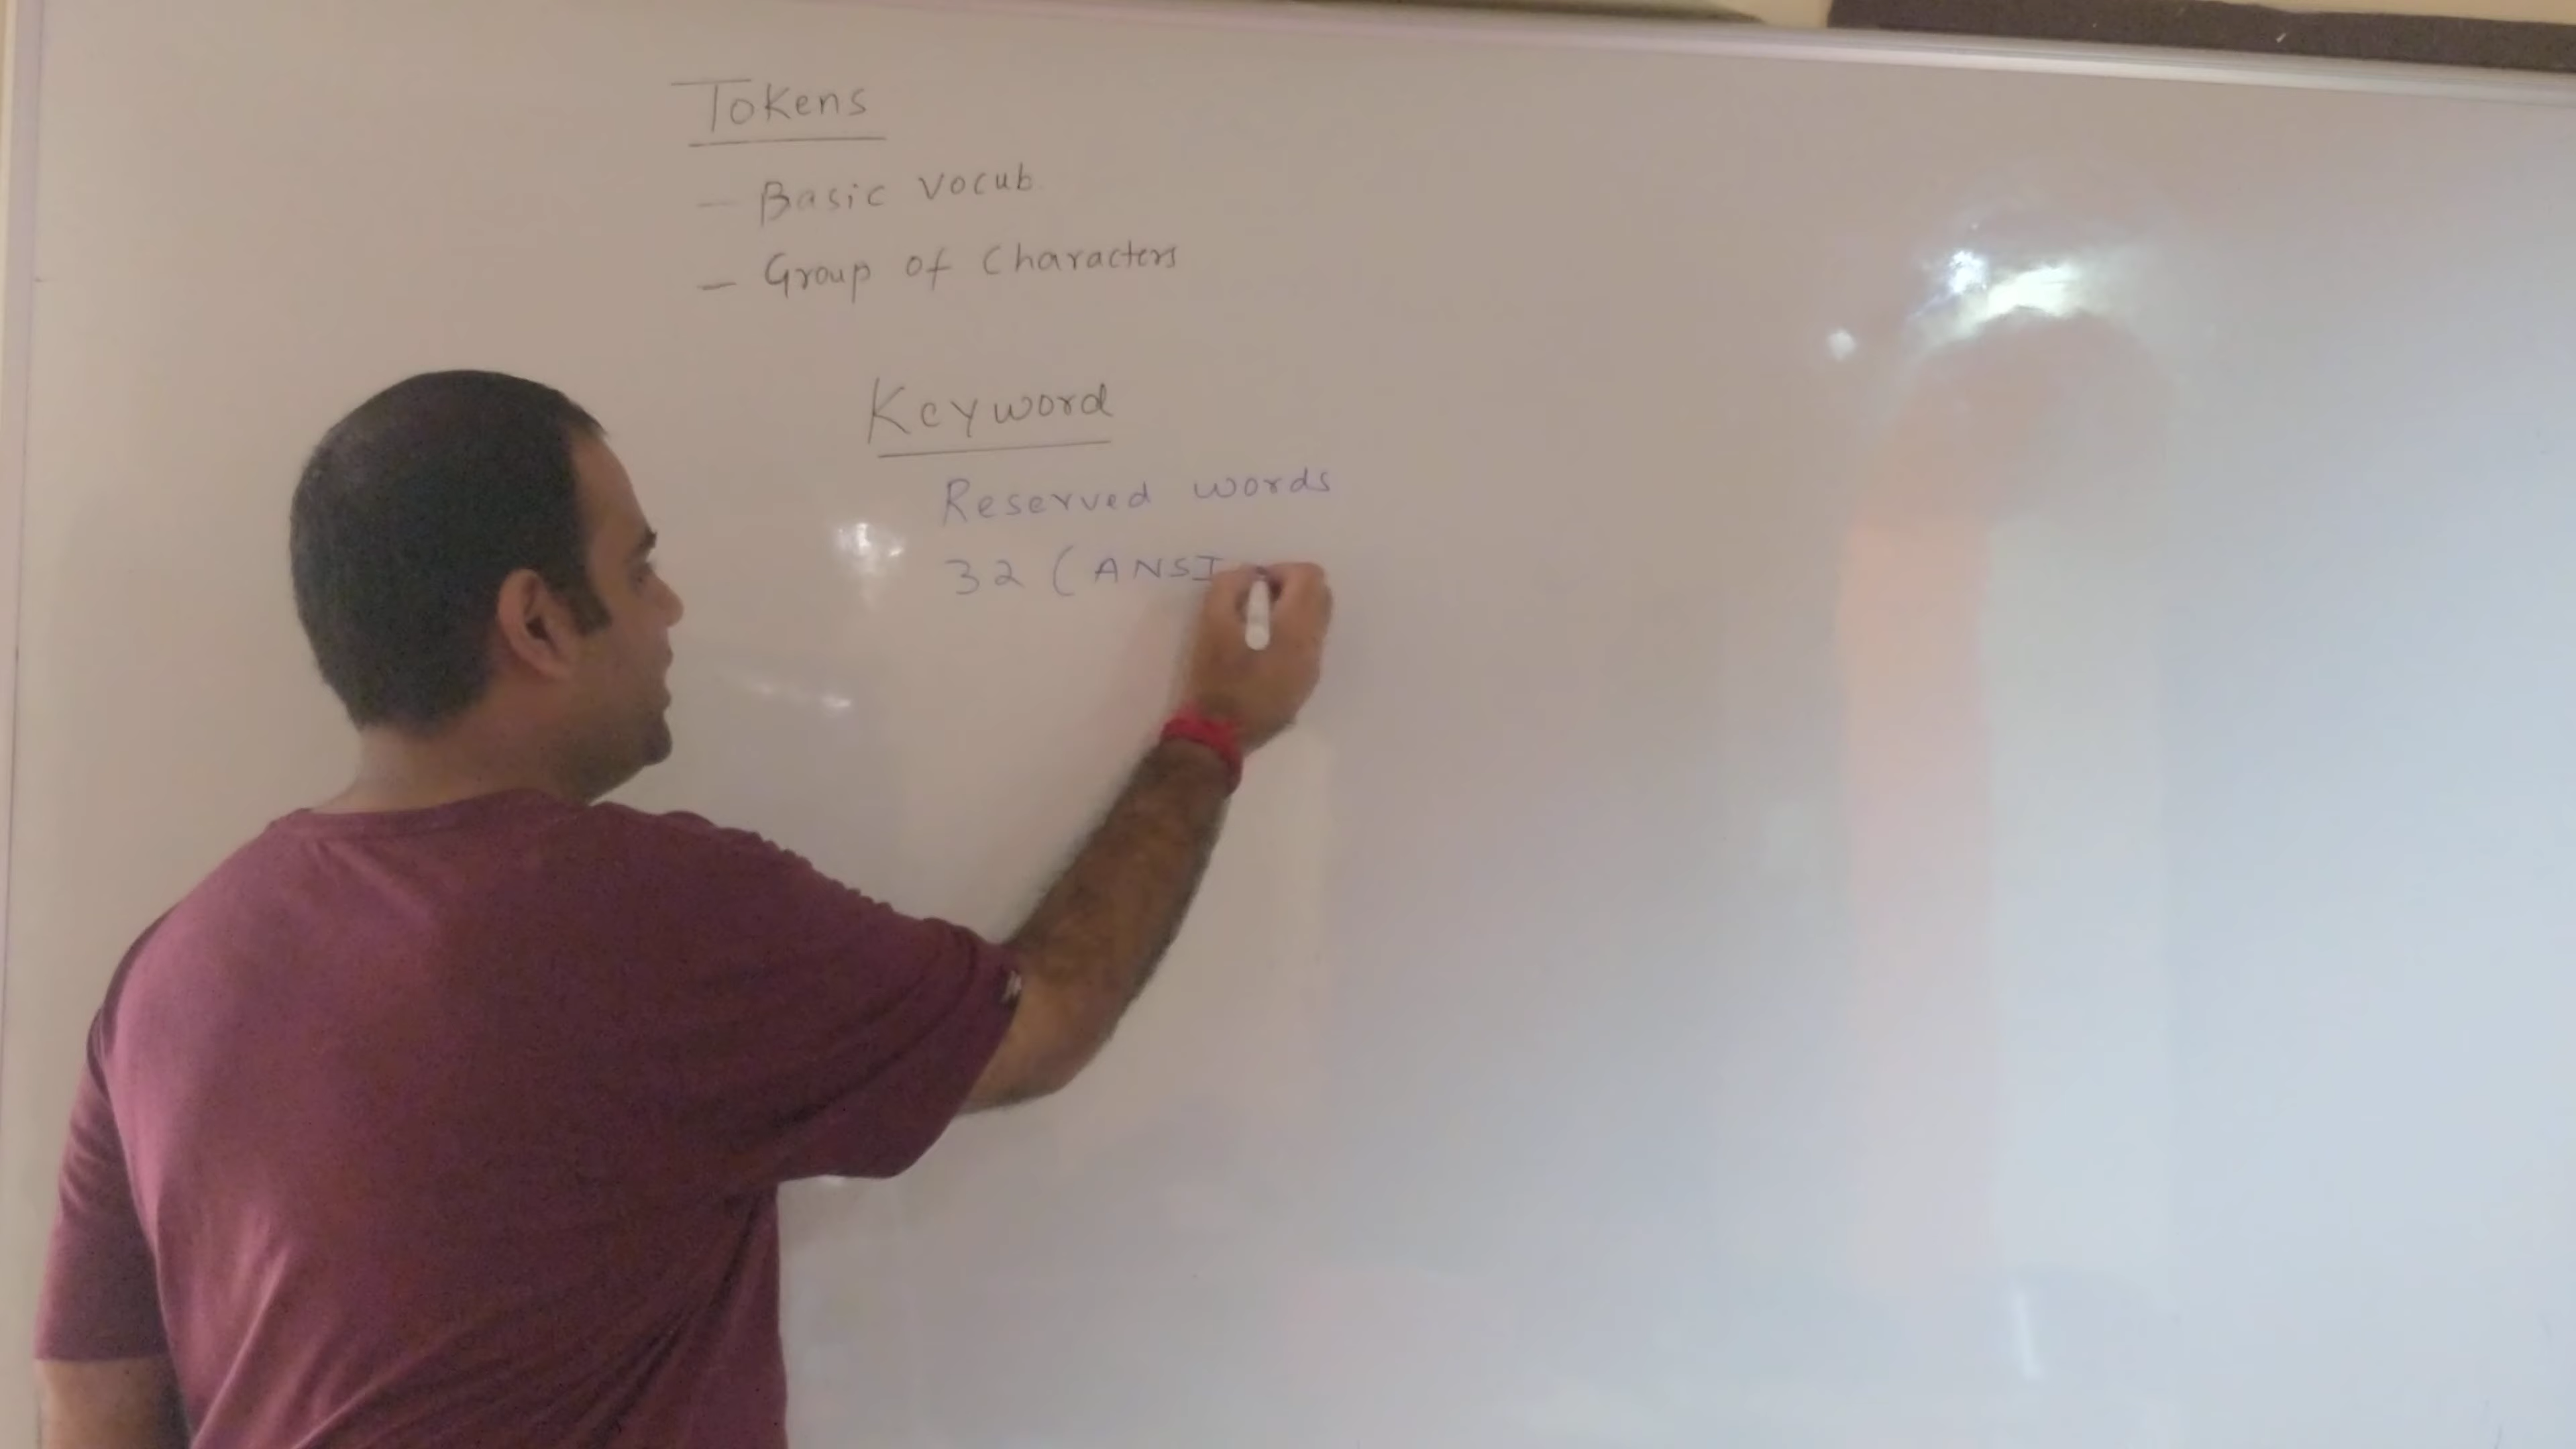 Tokens
- Basic Vocub
- Group of Characters
Keyword
Reserved words
32 (ANSI